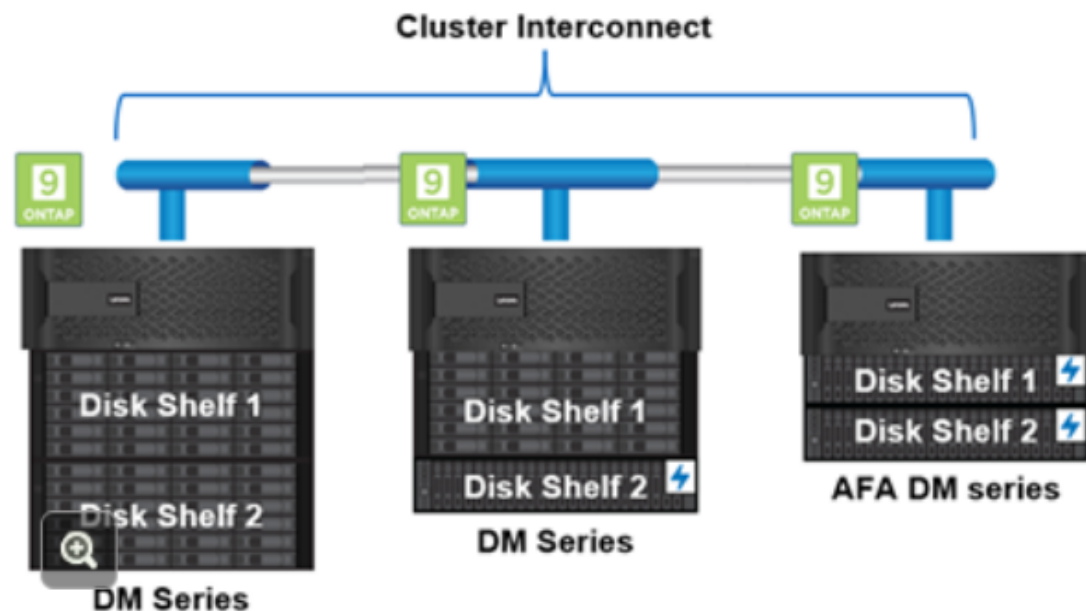 Cluster Interconnect
9
ONTAP
9
ONTAP
9
ONTAP
Disk Shelf 1
Disk Shelf 2
DM Series
Disk Shelf 1
Disk Shelf 2
DM Series
Disk Shelf 1
Disk Shelf 2
AFA DM series